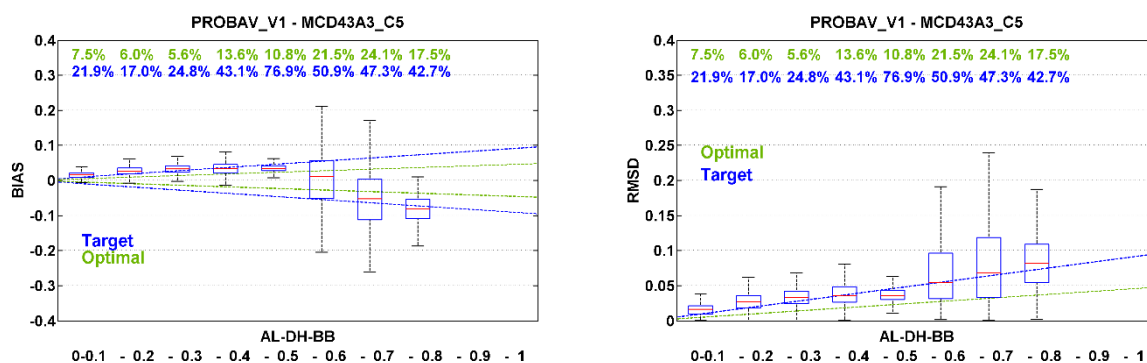 PROBAV_V1 - MCD43A3_C5
0.4
0.3
0.2
0.1
0
-0.1
-0.2
-0.3
-0.4
BIAS
7.5% 6.0% 5.6% 13.6% 10.8% 21.5% 24.1% 17.5%
21.9% 17.0% 24.8% 43.1% 76.9% 50.9% 47.3% 42.7%
Target
Optimal
AL-DH-BB
0-0.1 - 0.2 - 0.3 - 0.4 - 0.5 - 0.6 - 0.7 - 0.8 - 0.9 - 1
PROBAV_V1 - MCD43A3_C5
0.4
0.35
0.3
0.25
0.2
0.15
0.1
0.05
0
RMSD
7.5% 6.0% 5.6% 13.6% 10.8% 21.5% 24.1% 17.5%
21.9% 17.0% 24.8% 43.1% 76.9% 50.9% 47.3% 42.7%
Optimal
Target
AL-DH-BB
0-0.1 - 0.2 - 0.3 - 0.4 - 0.5 - 0.6 - 0.7 - 0.8 - 0.9 - 1